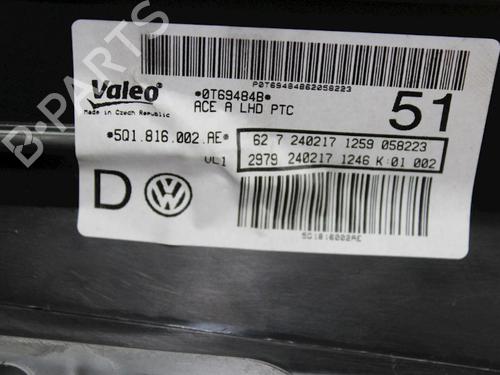 P0T69484B62058223
Valeo
Made in Czech Republic
*0T69484B*
ACE A LHD PTC
51
*5Q1.816.002.AE*
VL1
62 7 240217 1259 058223
2979 240217 1246 K:01 002
D
5Q1816002AE
B-PARTS